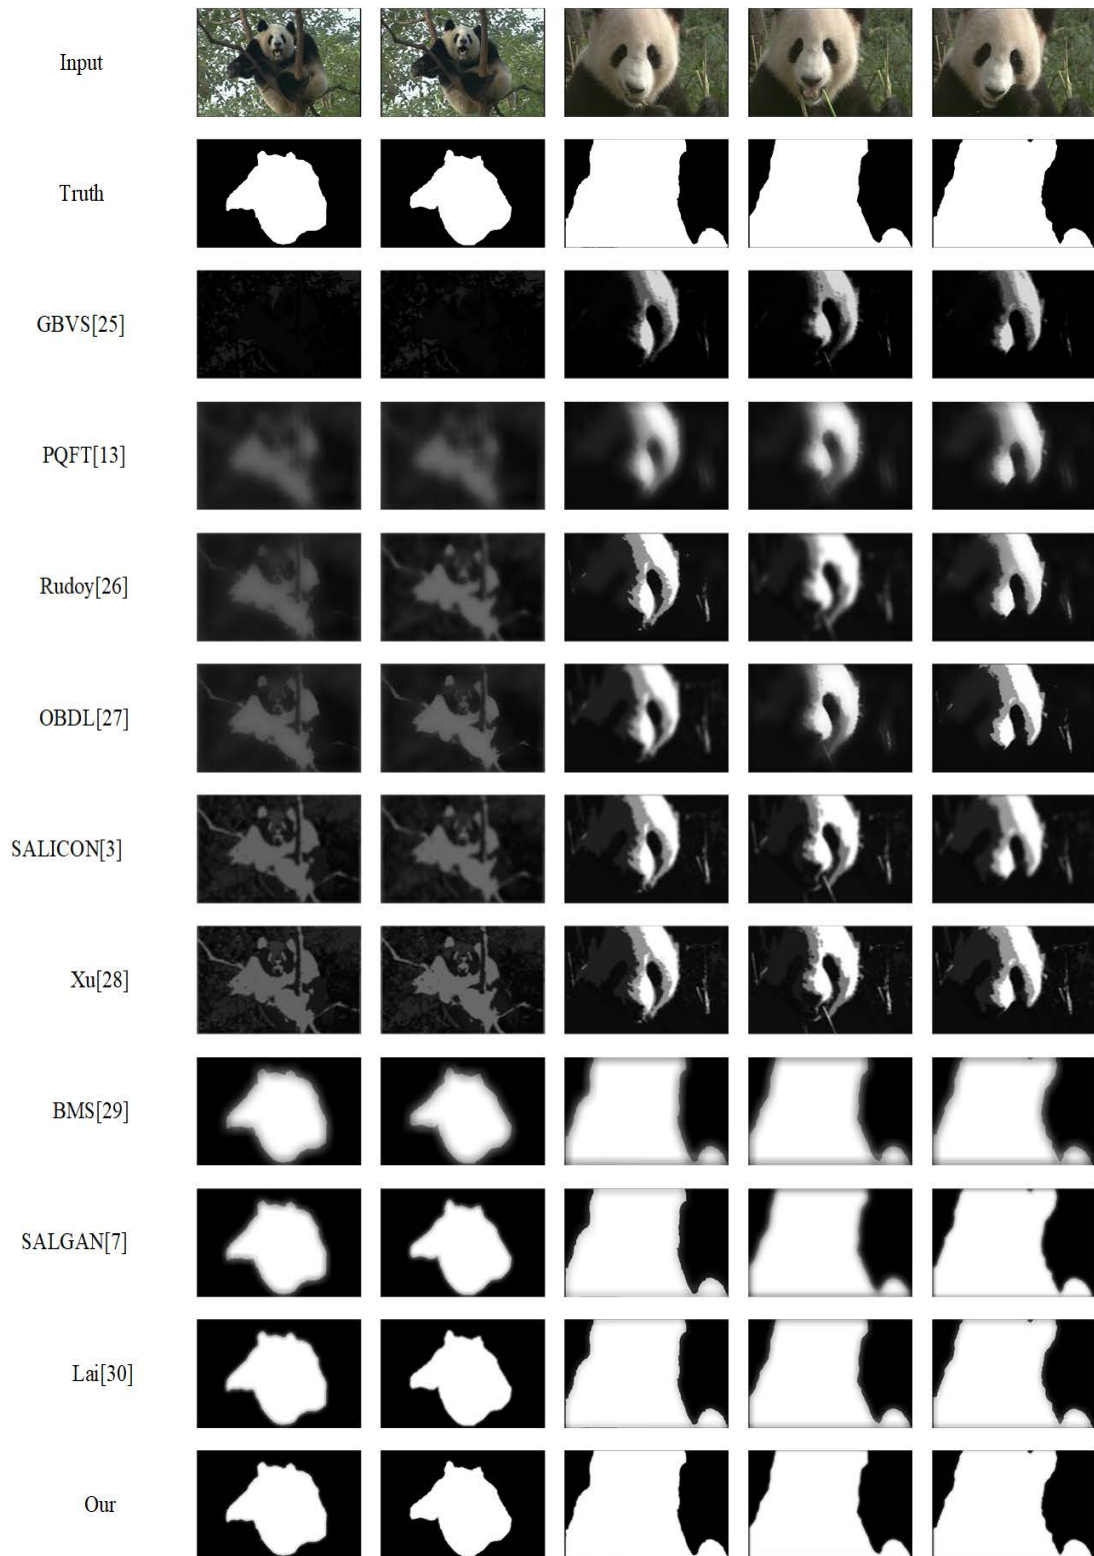 Input
Truth
GBVS[25]
PQFT[13]
Rudoy[26]
OBDL[27]
SALICON[3]
Xu[28]
BMS[29]
SALGAN[7]
Lai[30]
Our